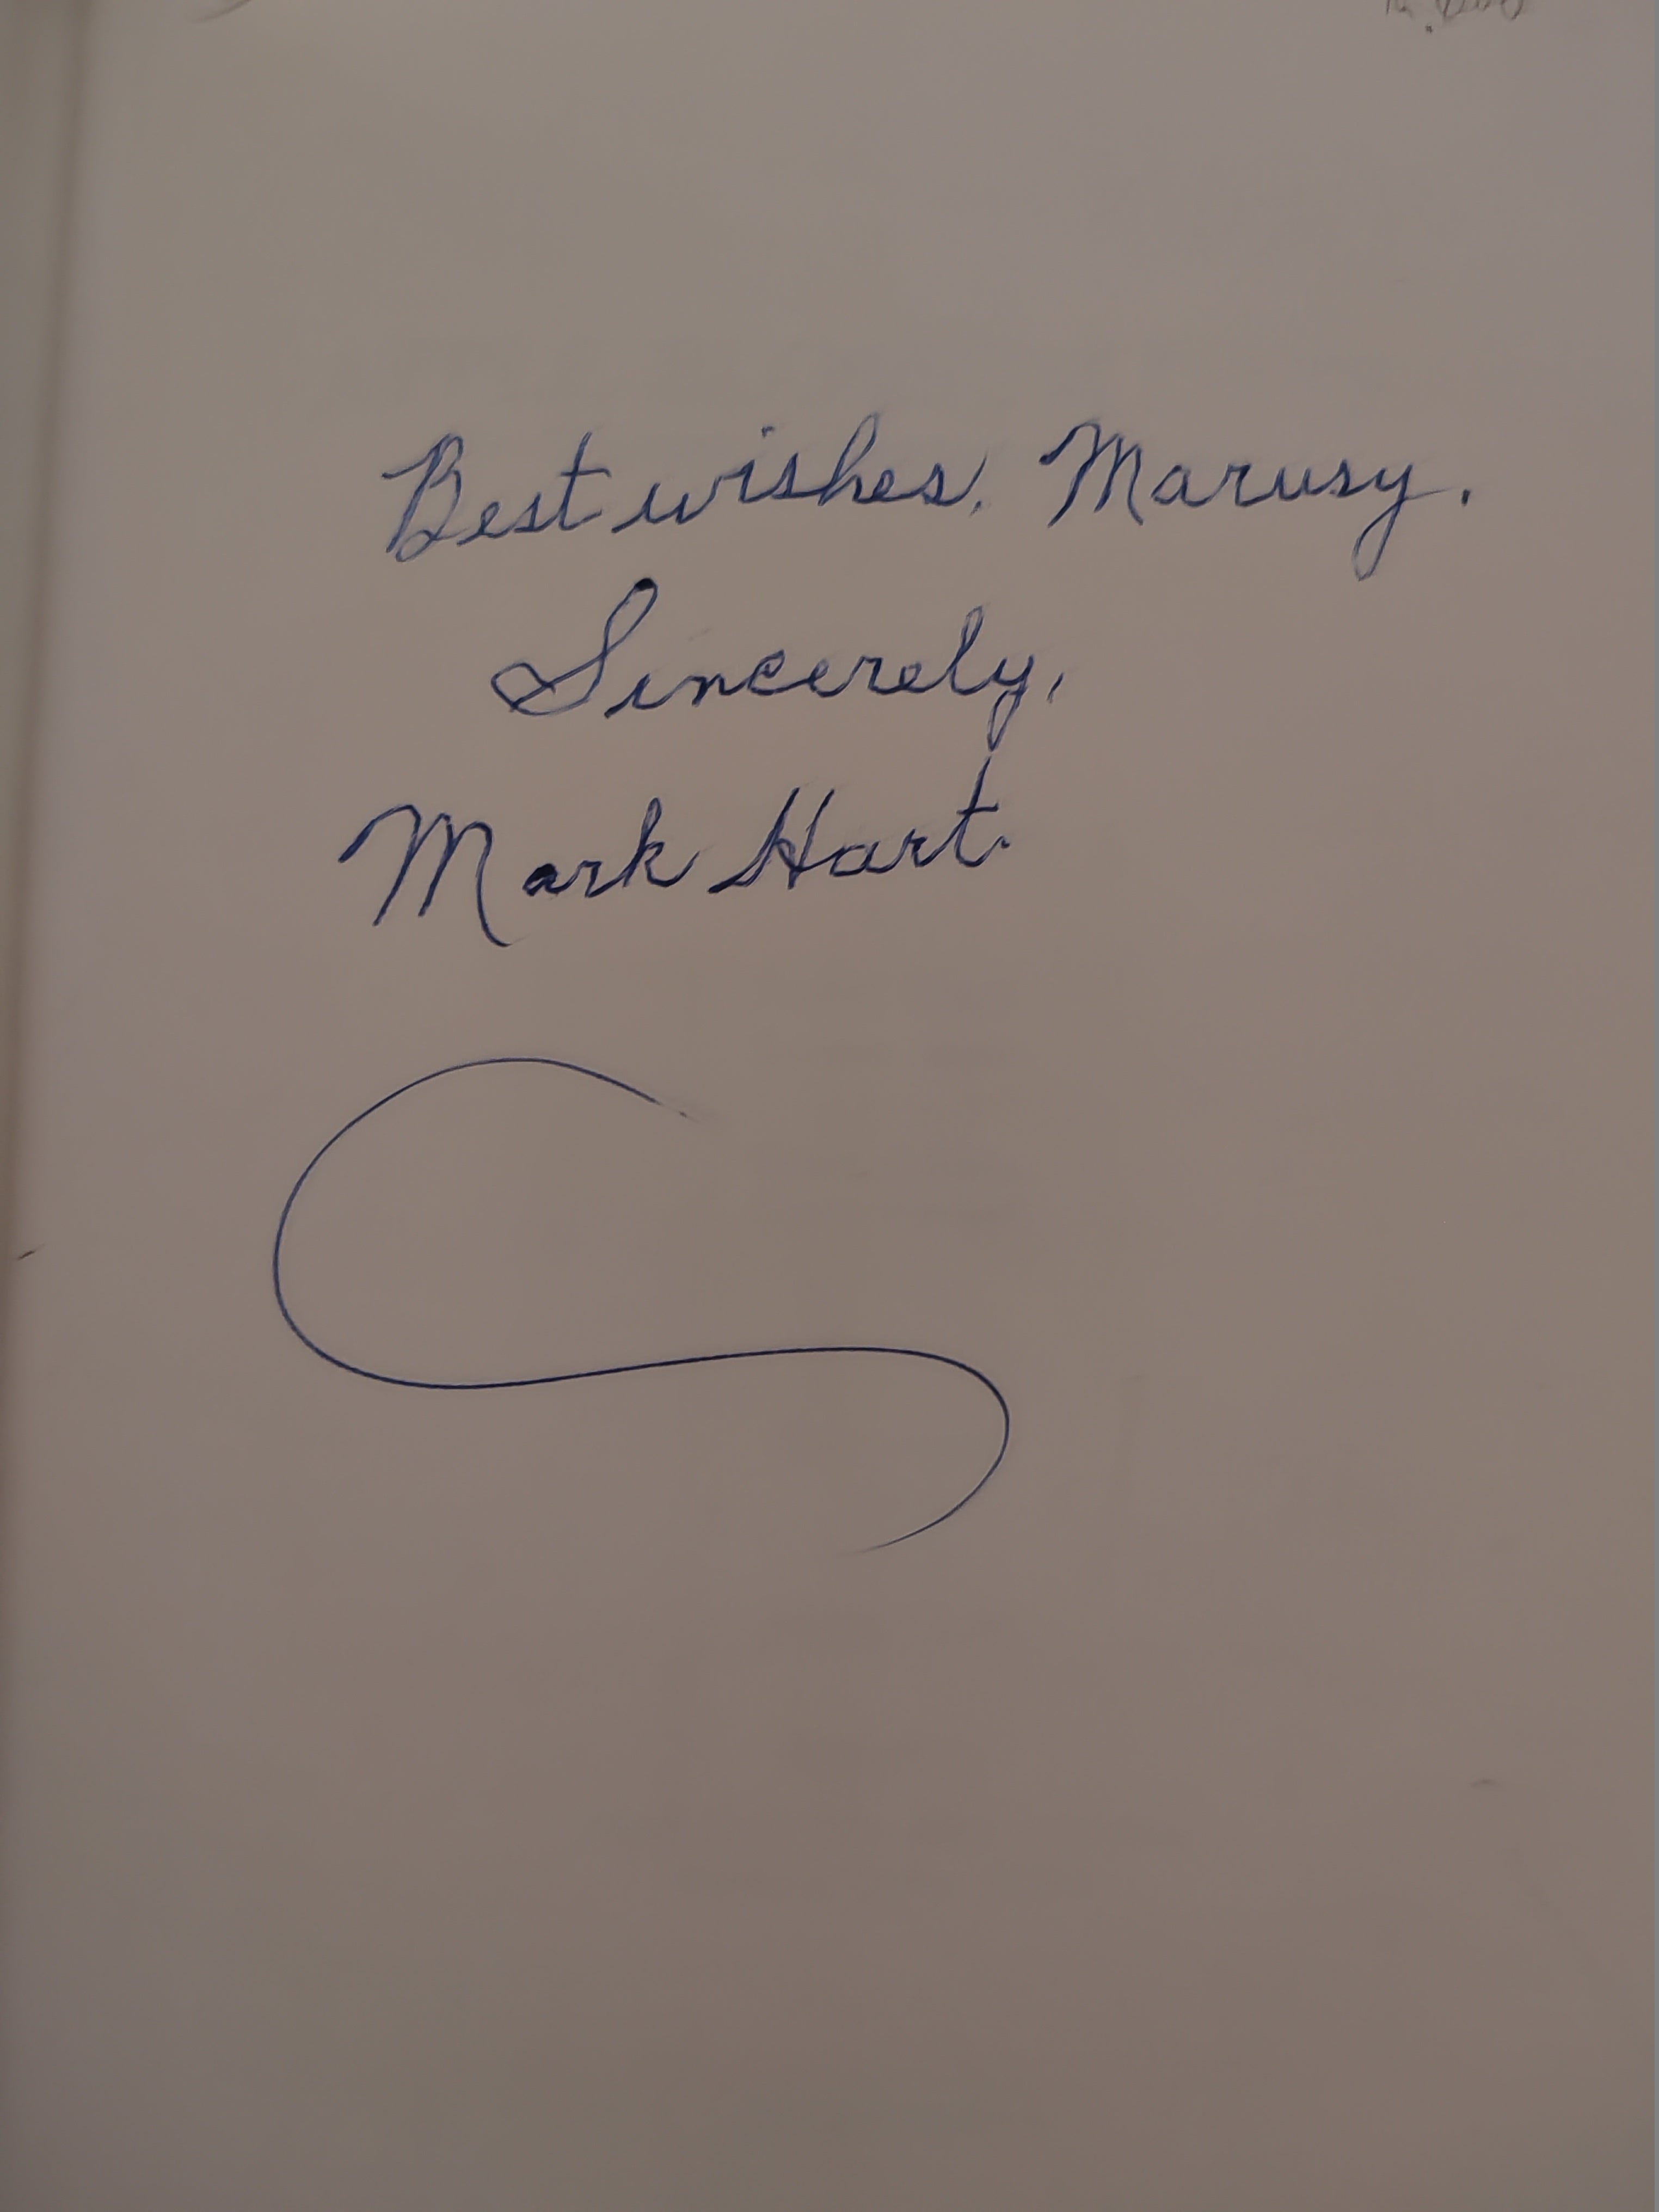 Best wishes, Marusy.
Sincerely,
Mark Hart.